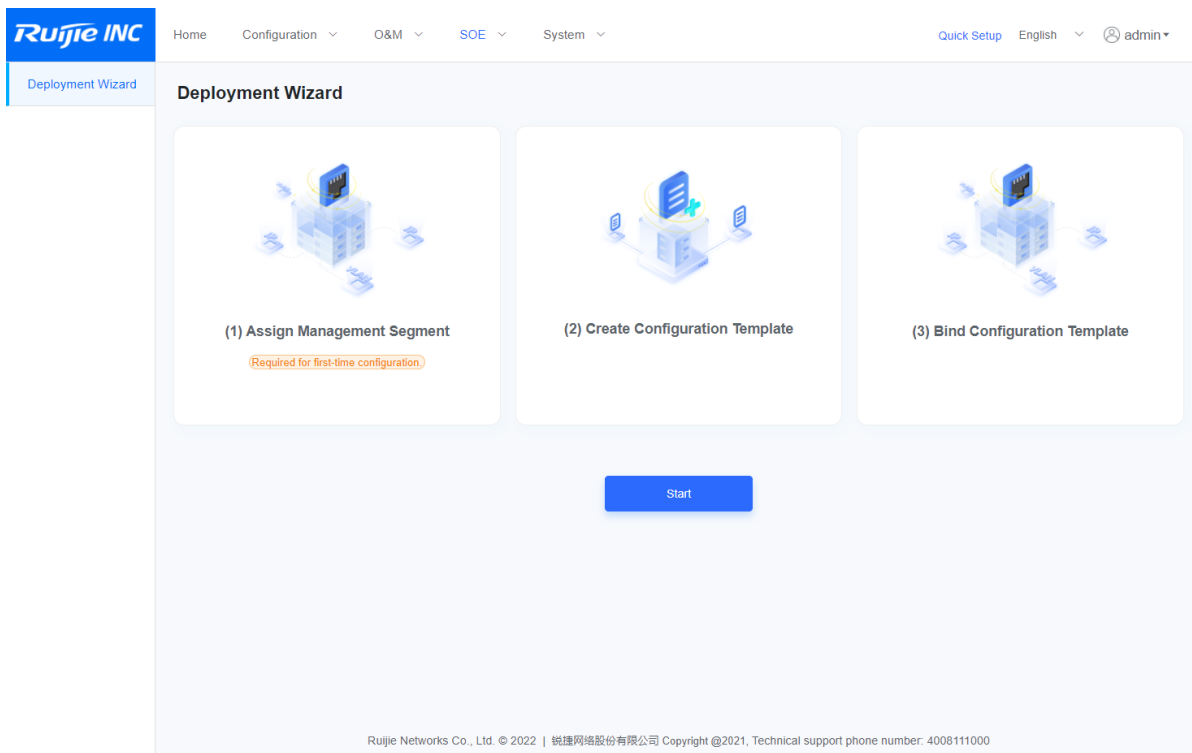 Ruijie INC
Home Configuration O&M SOE System Quick Setup English admin
Deployment Wizard
Deployment Wizard
(1) Assign Management Segment
Required for first-time configuration.
(2) Create Configuration Template
(3) Bind Configuration Template
VLAN
VLAN
Start
Ruijie Networks Co., Ltd. © 2022 | 锐捷网络股份有限公司 Copyright @2021, Technical support phone number: 4008111000